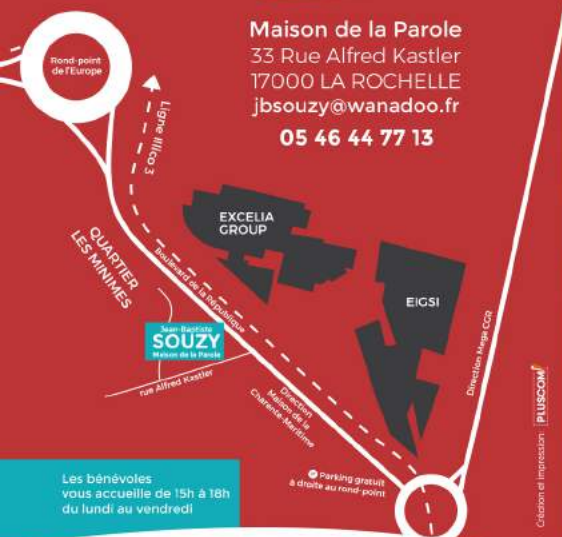 Maison de la Parole
33 Rue Alfred Kastler
17000 LA ROCHELLE
jbsouzy@wanadoo.fr
05 46 44 77 13
Rond-point
de l'Europe
Ligne Illico 3
EXCELIA
GROUP
QUARTIER
LES MINIMES
Boulevard de la République
EIGSI
Jean-Baptiste
SOUZY
Maison de la Parole
rue Alfred Kastler
Direction
Maison de la
Charente-Maritime
Direction Mega CGR
P Parking gratuit
à droite au rond-point
Les bénévoles
vous accueille de 15h à 18h
du lundi au vendredi
Création et impression : PLUSCOM